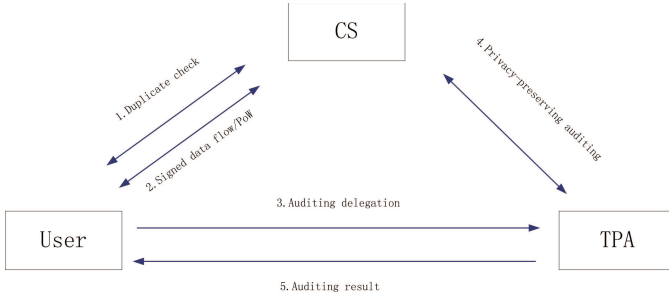 CS
1.Duplicate check
2.Signed data flow/PoW
4.Privacy-preserving auditing
3.Auditing delegation
User
TPA
5.Auditing result